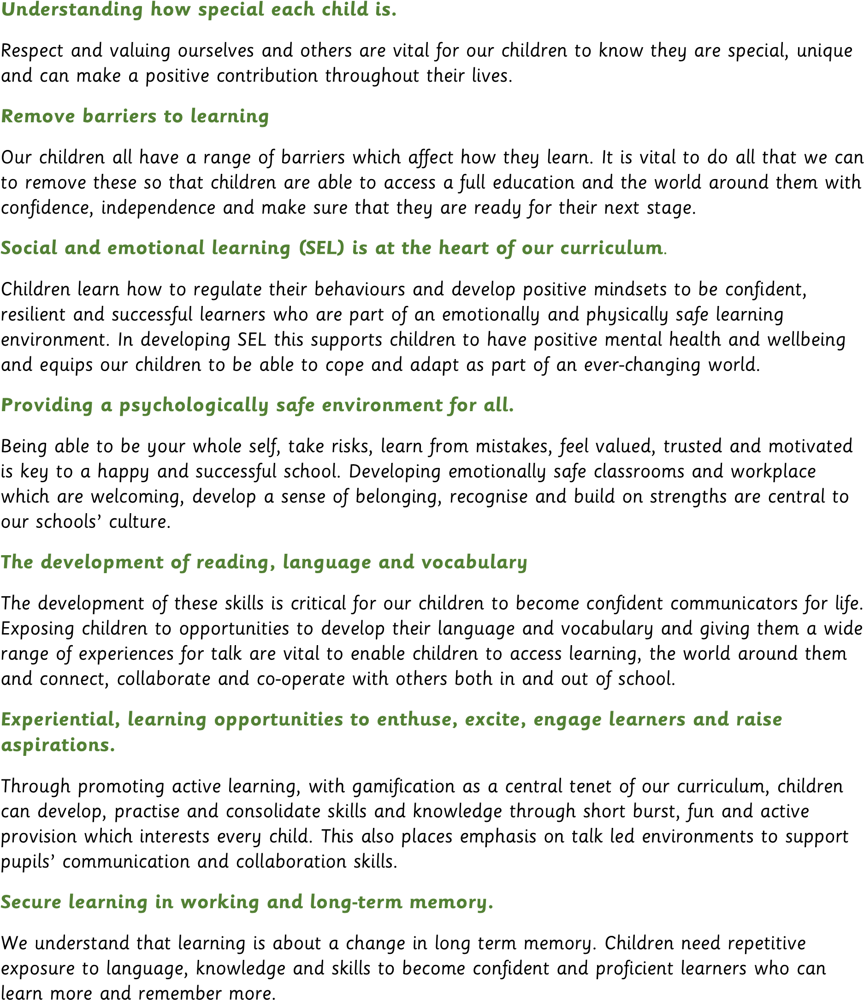 Understanding how special each child is.
Respect and valuing ourselves and others are vital for our children to know they are special, unique
and can make a positive contribution throughout their lives.
Remove barriers to learning
Our children all have a range of barriers which affect how they learn. It is vital to do all that we can
to remove these so that children are able to access a full education and the world around them with
confidence, independence and make sure that they are ready for their next stage.
Social and emotional learning (SEL) is at the heart of our curriculum.
Children learn how to regulate their behaviours and develop positive mindsets to be confident,
resilient and successful learners who are part of an emotionally and physically safe learning
environment. In developing SEL this supports children to have positive mental health and wellbeing
and equips our children to be able to cope and adapt as part of an ever-changing world.
Providing a psychologically safe environment for all.
Being able to be your whole self, take risks, learn from mistakes, feel valued, trusted and motivated
is key to a happy and successful school. Developing emotionally safe classrooms and workplace
which are welcoming, develop a sense of belonging, recognise and build on strengths are central to
our schools’ culture.
The development of reading, language and vocabulary
The development of these skills is critical for our children to become confident communicators for life.
Exposing children to opportunities to develop their language and vocabulary and giving them a wide
range of experiences for talk are vital to enable children to access learning, the world around them
and connect, collaborate and co-operate with others both in and out of school.
Experiential, learning opportunities to enthuse, excite, engage learners and raise
aspirations.
Through promoting active learning, with gamification as a central tenet of our curriculum, children
can develop, practise and consolidate skills and knowledge through short burst, fun and active
provision which interests every child. This also places emphasis on talk led environments to support
pupils’ communication and collaboration skills.
Secure learning in working and long-term memory.
We understand that learning is about a change in long term memory. Children need repetitive
exposure to language, knowledge and skills to become confident and proficient learners who can
learn more and remember more.